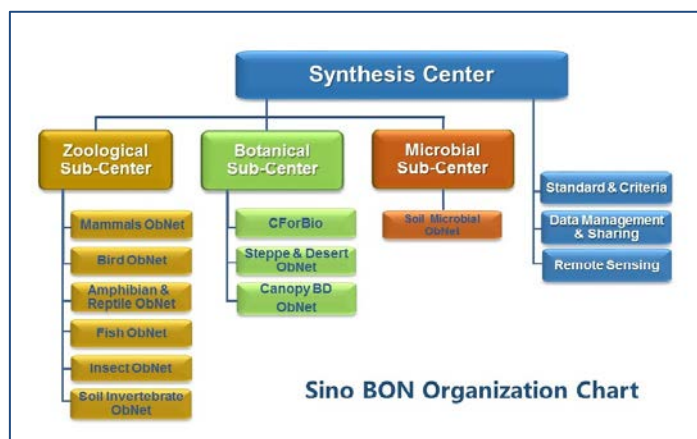 Synthesis Center
Zoological
Sub-Center
Botanical
Sub-Center
Microbial
Sub-Center
Mammals ObNet
Bird ObNet
Amphibian &
Reptile ObNet
Fish ObNet
Insect ObNet
Soil Invertebrate
ObNet
CForBio
Steppe & Desert
ObNet
Canopy BD
ObNet
Soil Microbial
ObNet
Standard & Criteria
Data Management
& Sharing
Remote Sensing
Sino BON Organization Chart